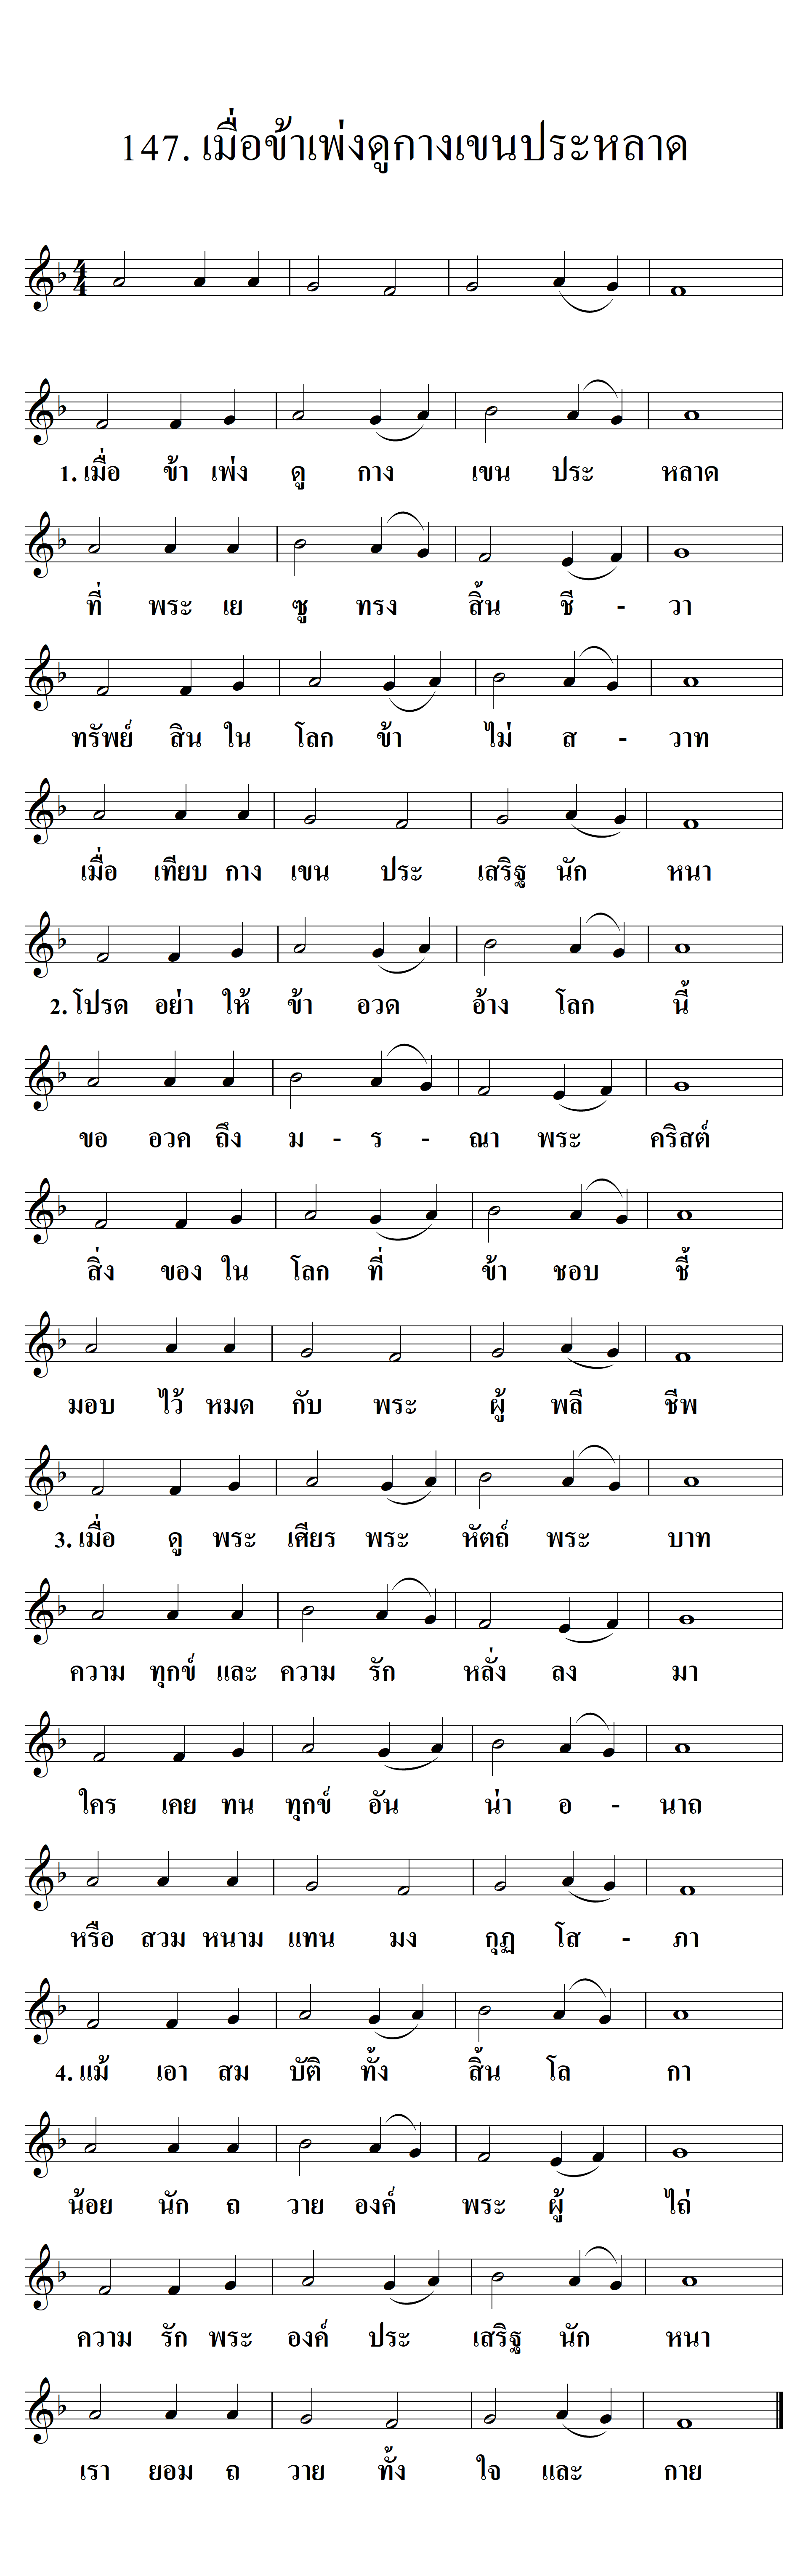 147. เมื่อข้าเพ่งดูกางเขนประหลาด
4
4
1. เมื่อ ข้า เพ่ง ดู กาง เขน ประ หลาด
ที่ พระ เย ซู ทรง สิ้น ชี - วา
ทรัพย์ สิน ใน โลก ข้า ไม่ ส - วาท
เมื่อ เทียบ กาง เขน ประ เสริฐ นัก หนา
2. โปรด อย่า ให้ ข้า อวด อ้าง โลก นี้
ขอ อวค ถึง ม - ร - ณา พระ คริสต์
สิ่ง ของ ใน โลก ที่ ข้า ชอบ ชี้
มอบ ไว้ หมด กับ พระ ผู้ พลี ชีพ
3. เมื่อ ดู พระ เศียร พระ หัตถ์ พระ บาท
ความ ทุกข์ และ ความ รัก หลั่ง ลง มา
ใคร เคย ทน ทุกข์ อัน น่า อ - นาถ
หรือ สวม หนาม แทน มง กุฏ โส - ภา
4. แม้ เอา สม บัติ ทั้ง สิ้น โล กา
น้อย นัก ถ วาย องค์ พระ ผู้ ไถ่
ความ รัก พระ องค์ ประ เสริฐ นัก หนา
เรา ยอม ถ วาย ทั้ง ใจ และ กาย